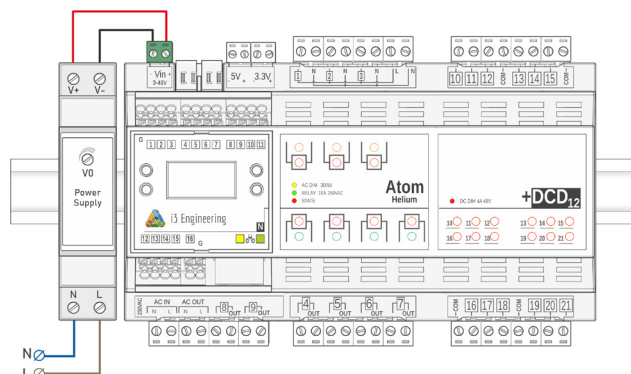 V+ V-
- Vin +
9-48V
5V 3.3V
1 N 2 N 3 N L N
10 11 12 COM- 13 14 15 COM-
V0
Power
Supply
G
1 2 3 4 5 6 7 8 9 10 11
AC DIM 300W
RELAY 10A 250VAC
STATE
Atom
Helium
DC DIM 4A 48V
+DCD12
10 11 12 13 14 15
16 17 18 19 20 21
i3 Engineering
N
12 13 14 15 16 G
N L
250VAC
AC IN AC OUT
N L N L 8 OUT 9 OUT
4 OUT 5 OUT 6 OUT 7 OUT
-COM 16 17 18 -COM 19 20 21
N
L